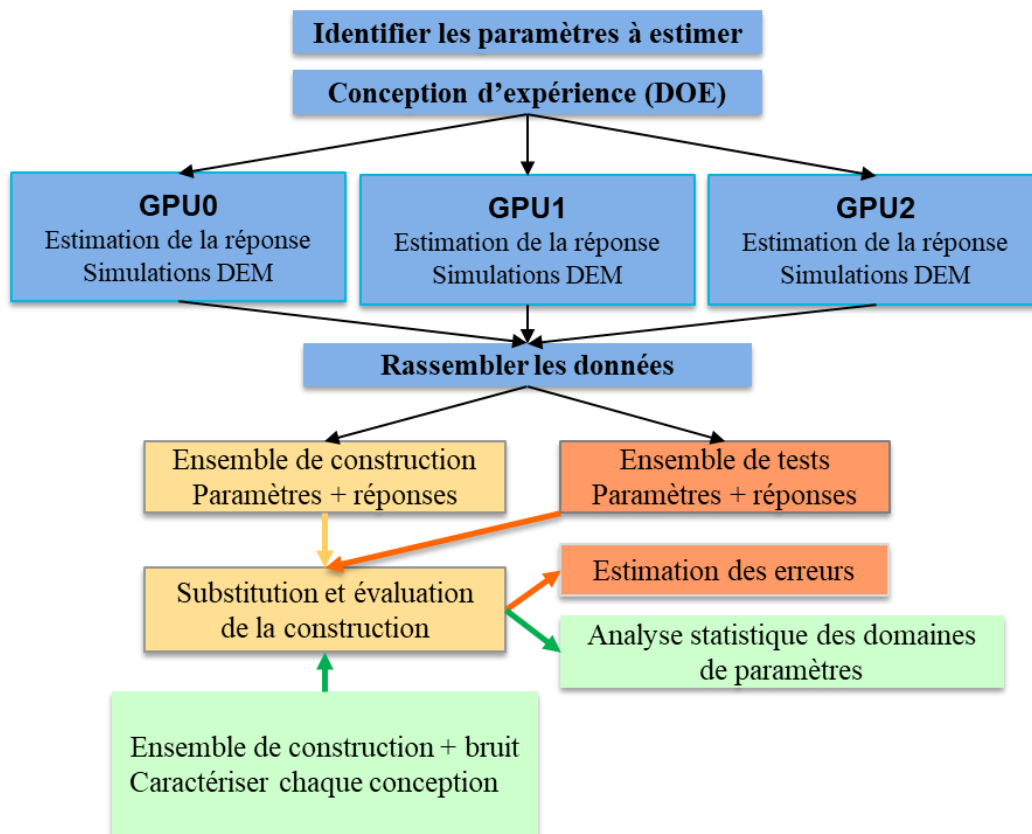 Identifier les paramètres à estimer
Conception d’expérience (DOE)
GPU0
Estimation de la réponse
Simulations DEM
GPU1
Estimation de la réponse
Simulations DEM
GPU2
Estimation de la réponse
Simulations DEM
Rassembler les données
Ensemble de construction
Paramètres + réponses
Ensemble de tests
Paramètres + réponses
Substitution et évaluation
de la construction
Estimation des erreurs
Analyse statistique des domaines
de paramètres
Ensemble de construction + bruit
Caractériser chaque conception